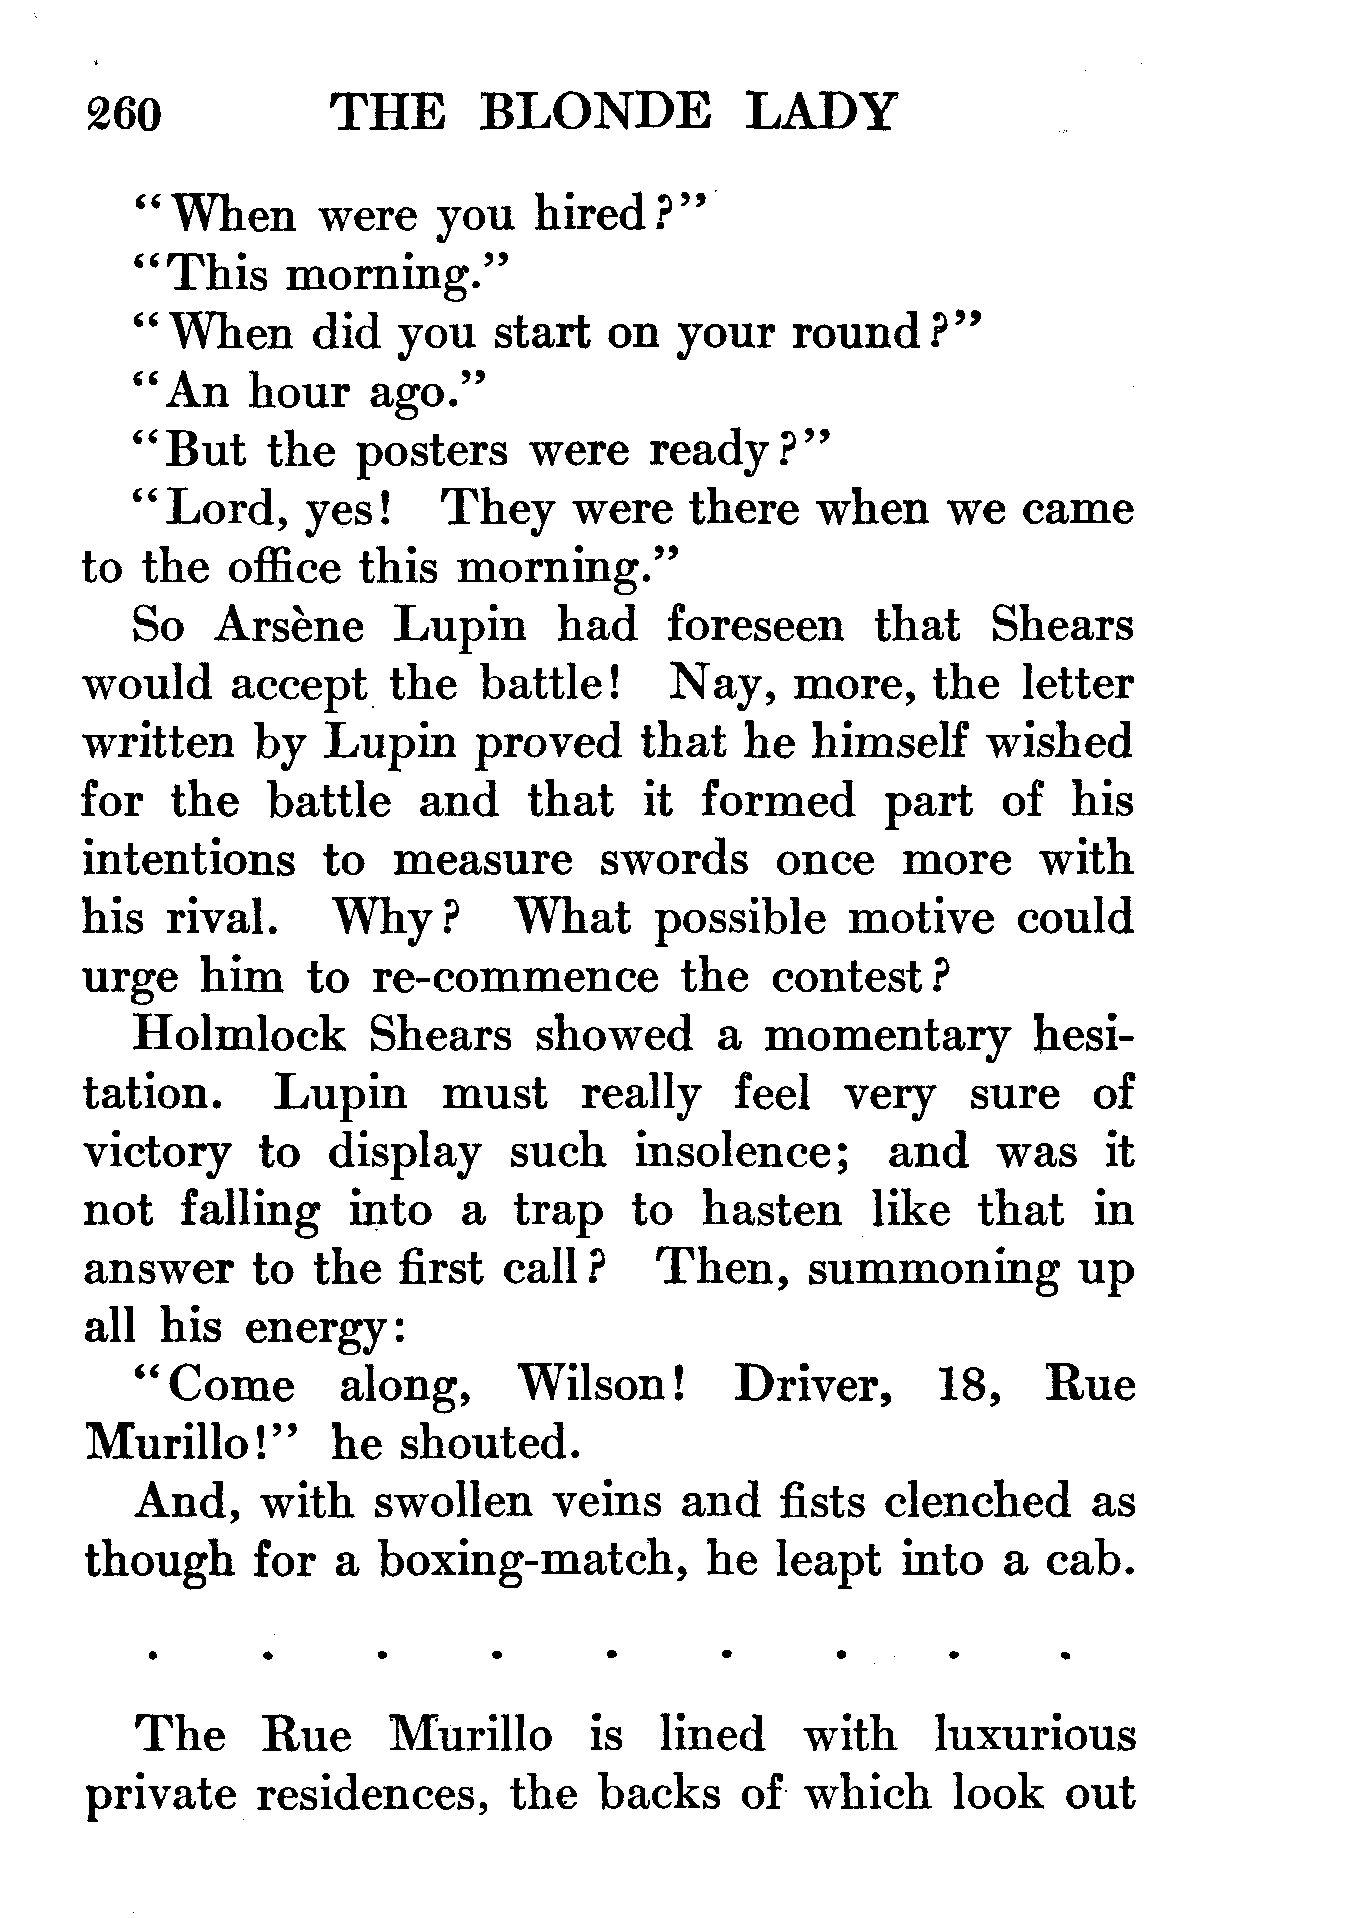 260 THE BLONDE LADY
"When were you hired?"
"This morning."
"When did you start on your round?"
"An hour ago."
"But the posters were ready?"
"Lord, yes! They were there when we came
to the office this morning."
So Arsène Lupin had foreseen that Shears
would accept the battle! Nay, more, the letter
written by Lupin proved that he himself wished
for the battle and that it formed part of his
intentions to measure swords once more with
his rival. Why? What possible motive could
urge him to re-commence the contest?
Holmlock Shears showed a momentary hesi-
tation. Lupin must really feel very sure of
victory to display such insolence; and was it
not falling into a trap to hasten like that in
answer to the first call? Then, summoning up
all his energy:
"Come along, Wilson! Driver, 18, Rue
Murillo!" he shouted.
And, with swollen veins and fists clenched as
though for a boxing-match, he leapt into a cab.
. . . . . . . . .
The Rue Murillo is lined with luxurious
private residences, the backs of which look out